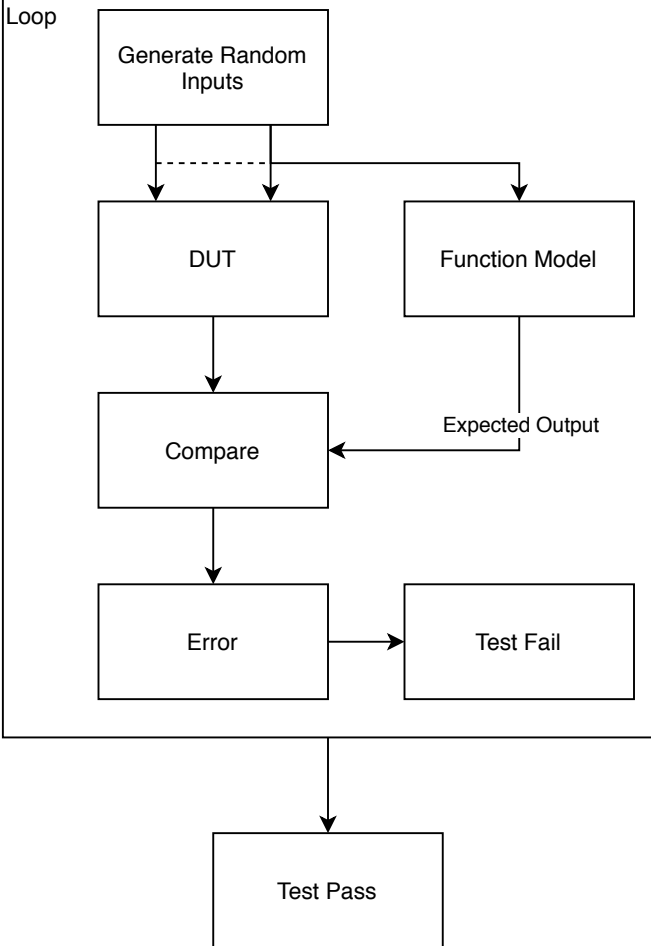 Loop
Generate Random
Inputs
DUT
Function Model
Expected Output
Compare
Error
Test Fail
Test Pass